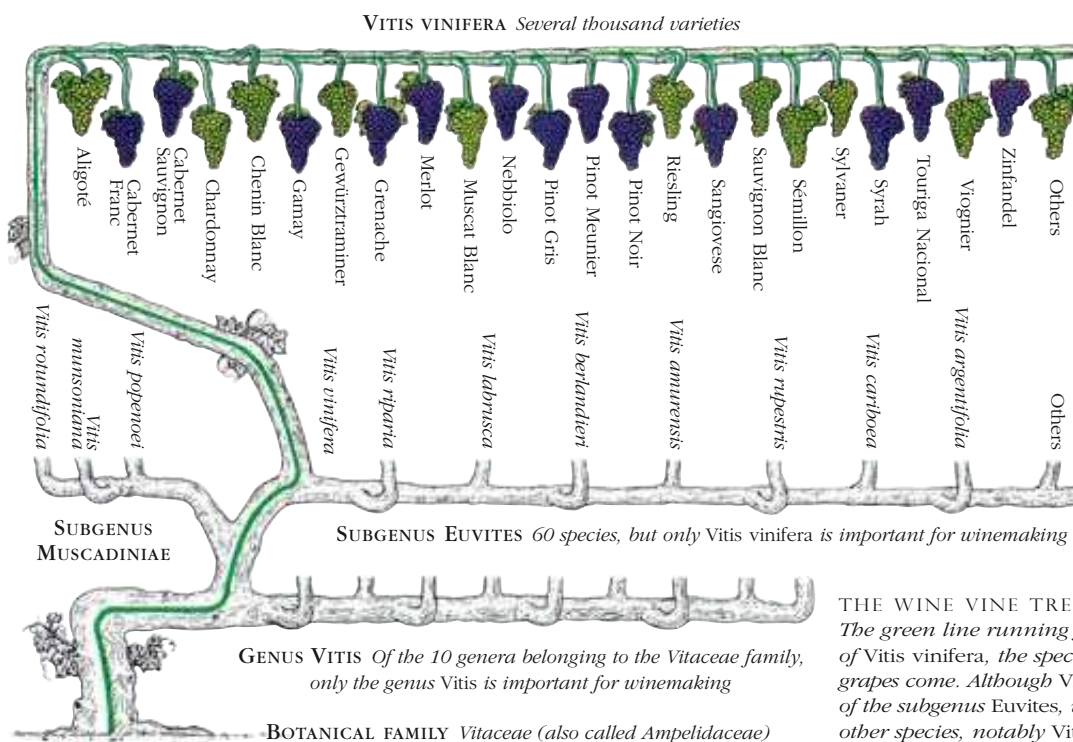 VITIS VINIFERA Several thousand varieties
Aligoté
Cabernet
Franc
Cabernet
Sauvignon
Chardonnay
Chenin Blanc
Gamay
Gewürztraminer
Grenache
Merlot
Muscat Blanc
Nebbiolo
Pinot Gris
Pinot Meunier
Pinot Noir
Riesling
Sangiovese
Sauvignon Blanc
Sémillon
Sylvaner
Syrah
Touriga Nacional
Viognier
Zinfandel
Others
Vitis rotundifolia
Vitis
munsoniana
Vitis popenoei
Vitis vinifera
Vitis riparia
Vitis labrusca
Vitis berlandieri
Vitis amurensis
Vitis rupestris
Vitis cariboea
Vitis argentifolia
Others
SUBGENUS
MUSCADINIAE
SUBGENUS EUVITES 60 species, but only Vitis vinifera is important for winemaking
GENUS VITIS Of the 10 genera belonging to the Vitaceae family,
only the genus Vitis is important for winemaking
BOTANICAL FAMILY Vitaceae (also called Ampelidaceae)
THE WINE VINE TRE
The green line running
of Vitis vinifera, the spec
grapes come. Although V
of the subgenus Euvites,
other species, notably Vit